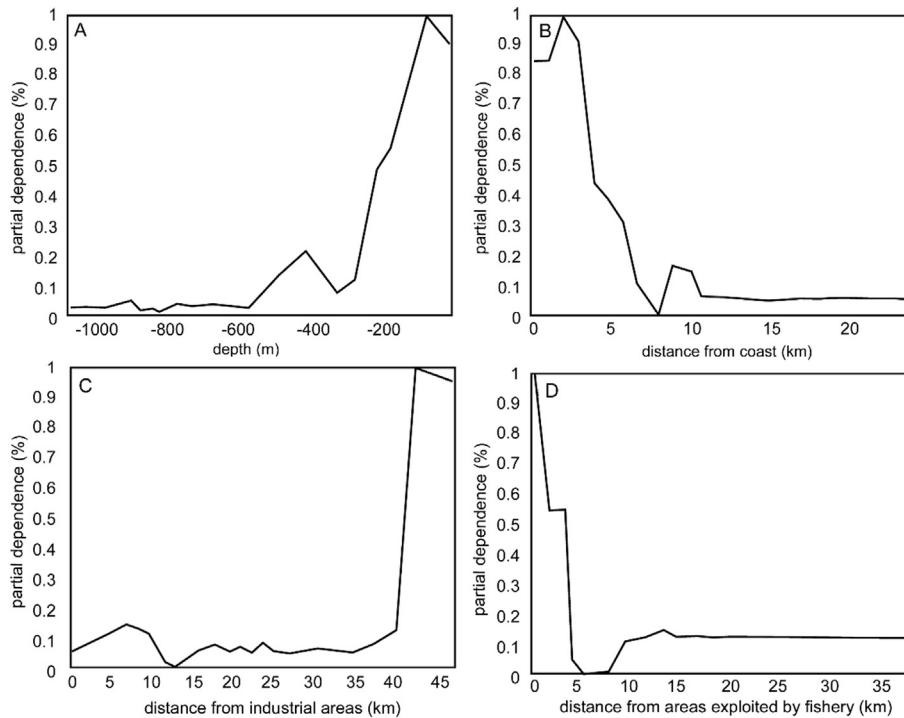 A
partial dependence (%)
1
0.9
0.8
0.7
0.6
0.5
0.4
0.3
0.2
0.1
0
-1000 -800 -600 -400 -200
depth (m)
B
partial dependence (%)
1
0.9
0.8
0.7
0.6
0.5
0.4
0.3
0.2
0.1
0
0 5 10 15 20
distance from coast (km)
C
partial dependence (%)
1
0.9
0.8
0.7
0.6
0.5
0.4
0.3
0.2
0.1
0
0 5 10 15 20 25 30 35 40 45
distance from industrial areas (km)
D
partial dependence (%)
1
0.9
0.8
0.7
0.6
0.5
0.4
0.3
0.2
0.1
0
0 5 10 15 20 25 30 35
distance from areas exploited by fishery (km)